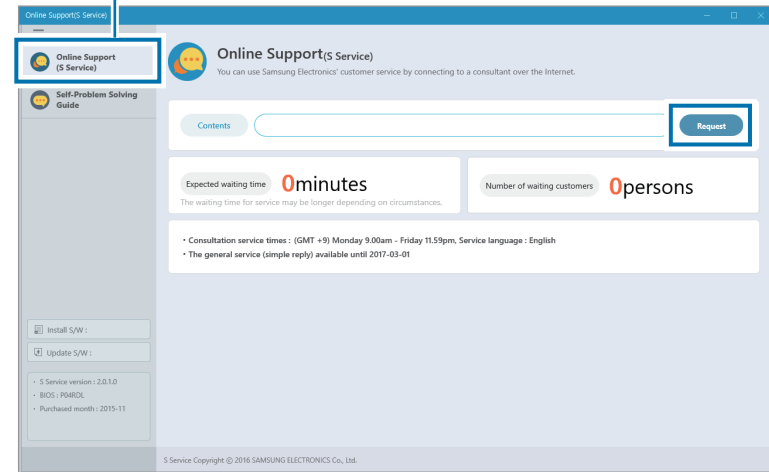 Online Support(S Service)
Online Support
(S Service)
Self-Problem Solving
Guide
Install S/W :
Update S/W :
• S Service version : 2.0.1.0
• BIOS : P04RDL
• Purchased month : 2015-11
Online Support(S Service)
You can use Samsung Electronics' customer service by connecting to a consultant over the Internet.
Contents
Request
Expected waiting time 0minutes
The waiting time for service may be longer depending on circumstances.
Number of waiting customers 0persons
• Consultation service times : (GMT +9) Monday 9.00am - Friday 11.59pm, Service language : English
• The general service (simple reply) available until 2017-03-01
S Service Copyright ⓒ 2016 SAMSUNG ELECTRONICS Co., Ltd.